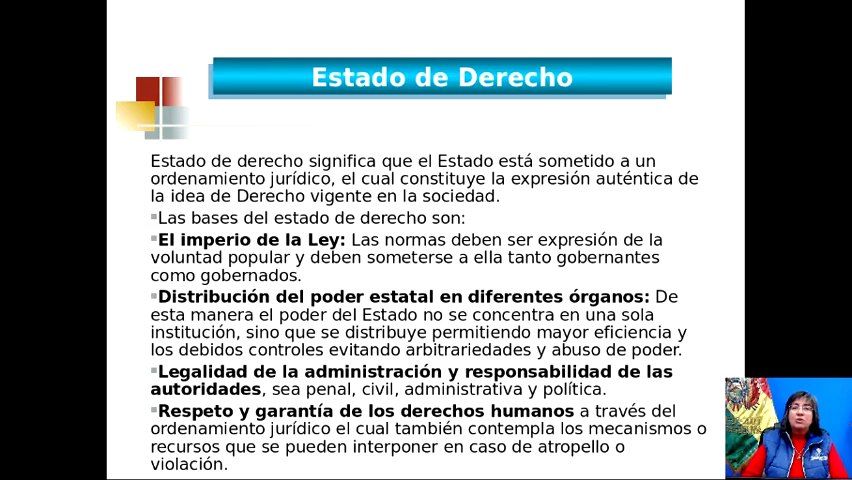 Estado de Derecho
Estado de derecho significa que el Estado está sometido a un
ordenamiento jurídico, el cual constituye la expresión auténtica de
la idea de Derecho vigente en la sociedad.
Las bases del estado de derecho son:
El imperio de la Ley: Las normas deben ser expresión de la
voluntad popular y deben someterse a ella tanto gobernantes
como gobernados.
Distribución del poder estatal en diferentes órganos: De
esta manera el poder del Estado no se concentra en una sola
institución, sino que se distribuye permitiendo mayor eficiencia y
los debidos controles evitando arbitrariedades y abuso de poder.
Legalidad de la administración y responsabilidad de las
autoridades, sea penal, civil, administrativa y política.
Respeto y garantía de los derechos humanos a través del
ordenamiento jurídico el cual también contempla los mecanismos o
recursos que se pueden interponer en caso de atropello o
violación.